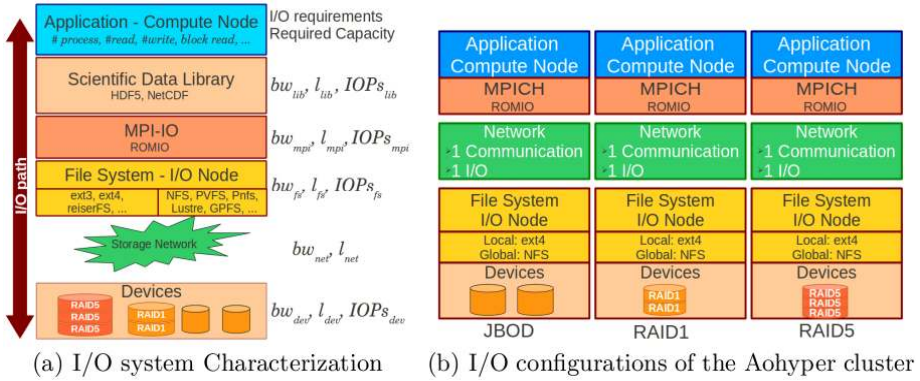 Application - Compute Node
# process, #read, #write, block read, ...
I/O requirements
Required Capacity
Scientific Data Library
HDF5, NetCDF
bw_lib, l_lib, IOPs_lib
MPI-IO
ROMIO
bw_mpi, l_mpi, IOPs_mpi
File System - I/O Node
ext3, ext4,
reiserFS, ...
NFS, PVFS, Pnfs,
Lustre, GPFS, ...
bw_fs, l_fs, IOPs_fs
Storage Network
bw_net, l_net
Devices
RAID5
RAID5
RAID5
RAID1
RAID1
bw_dev, l_dev, IOPs_dev
I/O path
(a) I/O system Characterization
Application
Compute Node
MPICH
ROMIO
Network
1 Communication
1 I/O
File System
I/O Node
Local: ext4
Global: NFS
Devices
JBOD
Application
Compute Node
MPICH
ROMIO
Network
1 Communication
1 I/O
File System
I/O Node
Local: ext4
Global: NFS
Devices
RAID1
RAID1
RAID1
Application
Compute Node
MPICH
ROMIO
Network
1 Communication
1 I/O
File System
I/O Node
Local: ext4
Global: NFS
Devices
RAID5
RAID5
RAID5
RAID5
(b) I/O configurations of the Aohyper cluster